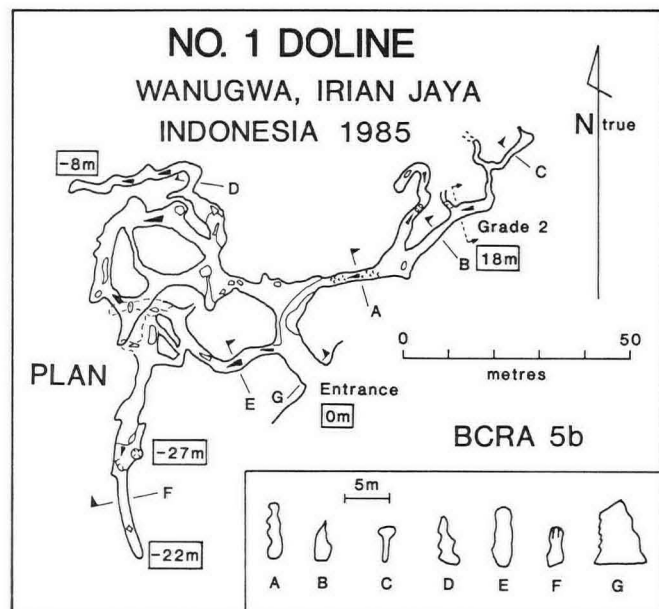 NO. 1 DOLINE
WANUGWA, IRIAN JAYA
INDONESIA 1985
N true
-8m
D
C
Grade 2
B
18m
A
0 50
metres
PLAN
E
G
Entrance
0m
BCRA 5b
-27m
F
-22m
5m
A B C D E F G